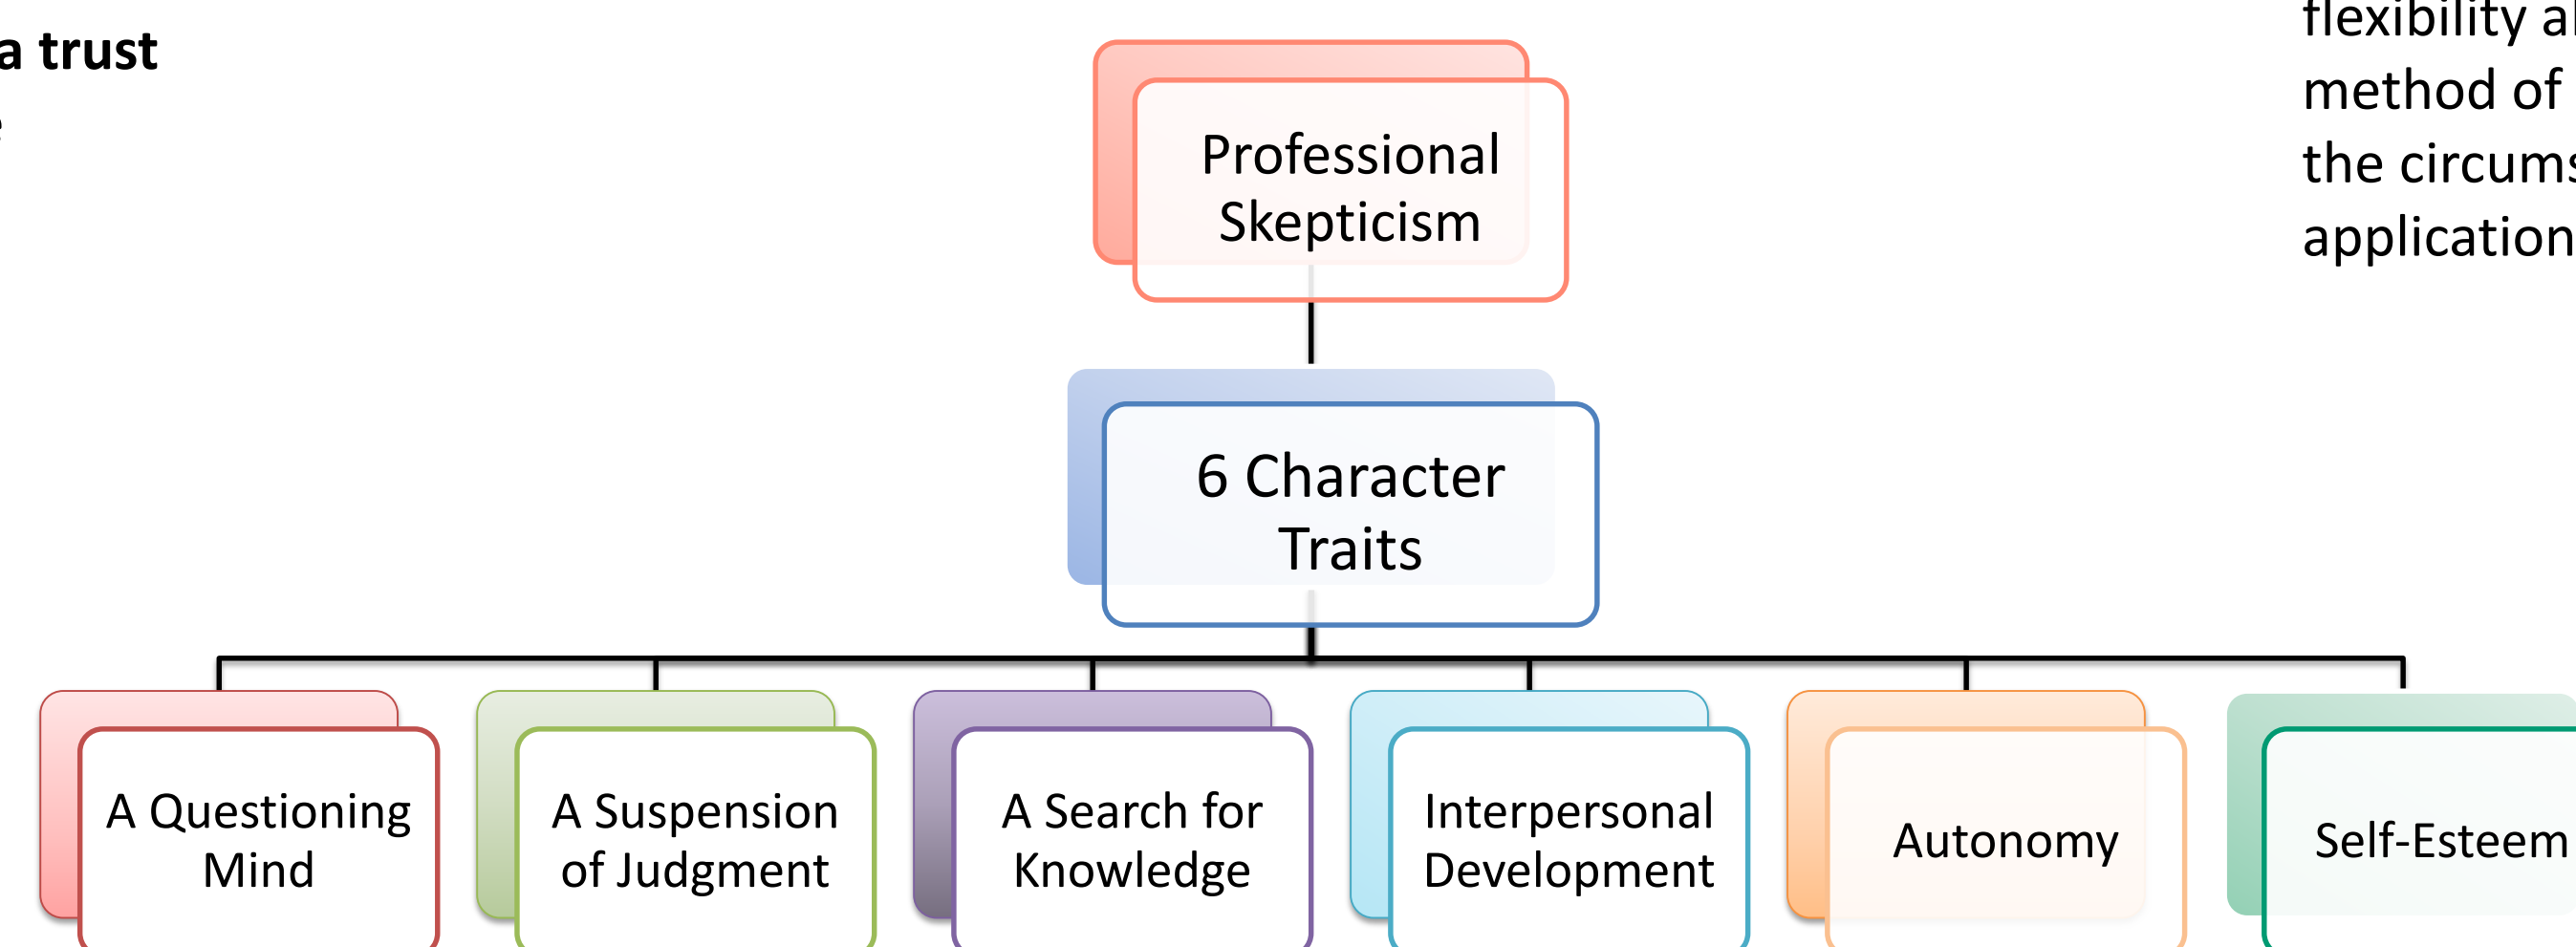 a trust
flexibility
method of
the
application
Professional
Skepticism
6 Character
Traits
A Questioning
Mind
A Suspension
of Judgment
A Search for
Knowledge
Interpersonal
Development
Autonomy
Self-Esteem